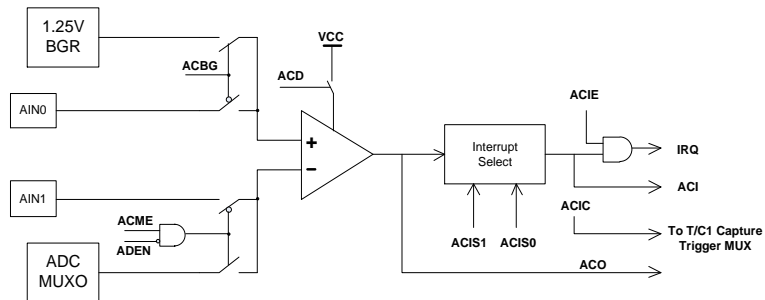 1.25V
BGR
VCC
ACBG
ACD
AIN0
ACIE
+
−
Interrupt
Select
IRQ
AIN1
ACI
ACME
ACIC
ADEN
ACIS1
ACIS0
To T/C1 Capture
Trigger MUX
ADC
MUXO
ACO